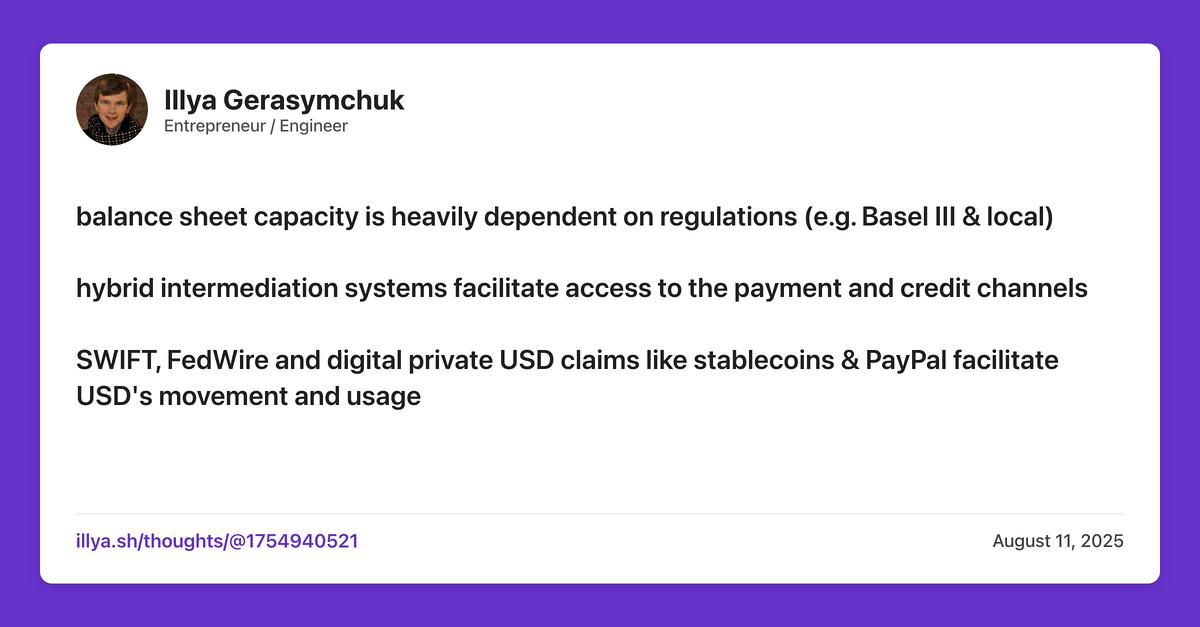 Illya Gerasymchuk
Entrepreneur / Engineer
balance sheet capacity is heavily dependent on regulations (e.g. Basel III & local)
hybrid intermediation systems facilitate access to the payment and credit channels
SWIFT, FedWire and digital private USD claims like stablecoins & PayPal facilitate
USD's movement and usage
illya.sh/thoughts/@1754940521
August 11, 2025